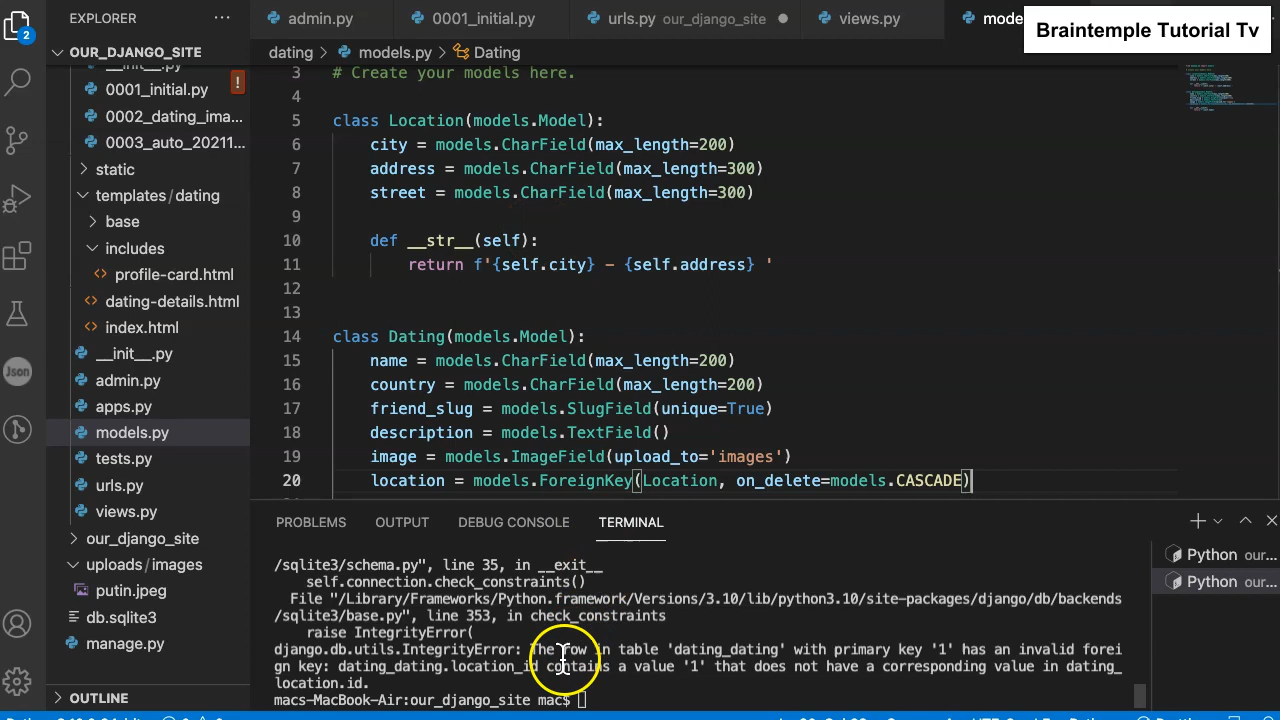 EXPLORER ···
admin.py 0001_initial.py urls.py our_django_site views.py
Braintemple Tutorial Tv
OUR_DJANGO_SITE
dating > models.py > Dating
__init__.py
0001_initial.py
0002_dating_ima...
0003_auto_20211...
static
templates/dating
base
includes
profile-card.html
dating-details.html
index.html
__init__.py
admin.py
apps.py
models.py
tests.py
urls.py
views.py
our_django_site
uploads/images
putin.jpeg
db.sqlite3
manage.py
OUTLINE
2
Json
3 # Create your models here.
4
5 class Location(models.Model):
6 city = models.CharField(max_length=200)
7 address = models.CharField(max_length=300)
8 street = models.CharField(max_length=300)
9
10 def __str__(self):
11 return f'{self.city} - {self.address} '
12
13
14 class Dating(models.Model):
15 name = models.CharField(max_length=200)
16 country = models.CharField(max_length=200)
17 friend_slug = models.SlugField(unique=True)
18 description = models.TextField()
19 image = models.ImageField(upload_to='images')
20 location = models.ForeignKey(Location, on_delete=models.CASCADE)
PROBLEMS OUTPUT DEBUG CONSOLE TERMINAL
/sqlite3/schema.py", line 35, in __exit__
self.connection.check_constraints()
File "/Library/Frameworks/Python.framework/Versions/3.10/lib/python3.10/site-packages/django/db/backends
/sqlite3/base.py", line 353, in check_constraints
raise IntegrityError(
django.db.utils.IntegrityError: The row in table 'dating_dating' with primary key '1' has an invalid forei
gn key: dating_dating.location_id contains a value '1' that does not have a corresponding value in dating_
location.id.
macs-MacBook-Air:our_django_site mac$
Python our...
Python our...